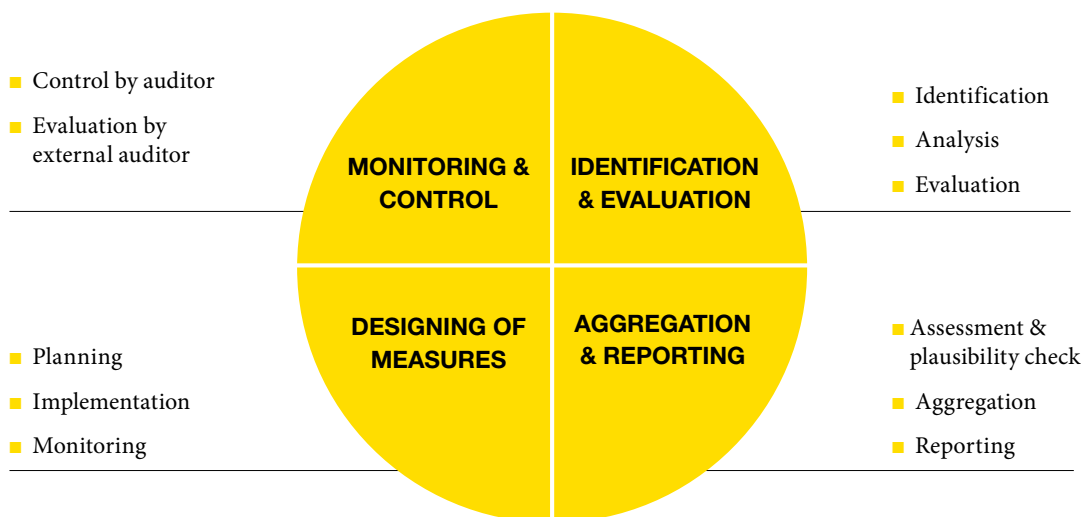 Control by auditor
Evaluation by
external auditor
MONITORING &
CONTROL
IDENTIFICATION
& EVALUATION
Identification
Analysis
Evaluation
Planning
Implementation
Monitoring
DESIGNING OF
MEASURES
AGGREGATION
& REPORTING
Assessment &
plausibility check
Aggregation
Reporting